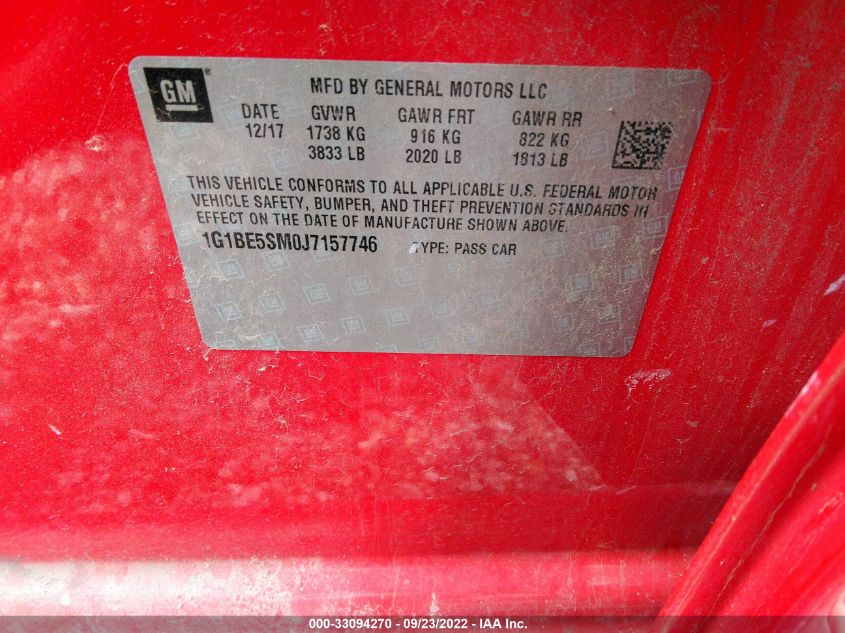 GM ® MFD BY GENERAL MOTORS LLC
DATE GVWR GAWR FRT GAWR RR
12/17 1738 KG 916 KG 822 KG
3833 LB 2020 LB 1813 LB
THIS VEHICLE CONFORMS TO ALL APPLICABLE U.S. FEDERAL MOTOR
VEHICLE SAFETY, BUMPER, AND THEFT PREVENTION STANDARDS IN
EFFECT ON THE DATE OF MANUFACTURE SHOWN ABOVE.
1G1BE5SM0J7157746 TYPE: PASS CAR
000-33094270 - 09/23/2022 - IAA Inc.